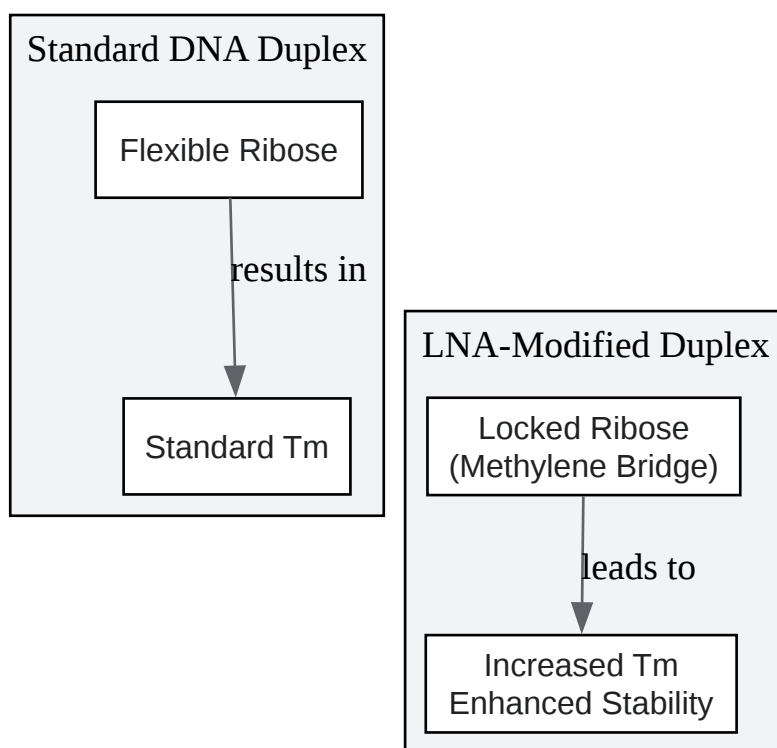 Standard DNA Duplex
Flexible Ribose
results in
Standard Tm
LNA-Modified Duplex
Locked Ribose
(Methylene Bridge)
leads to
Increased Tm
Enhanced Stability